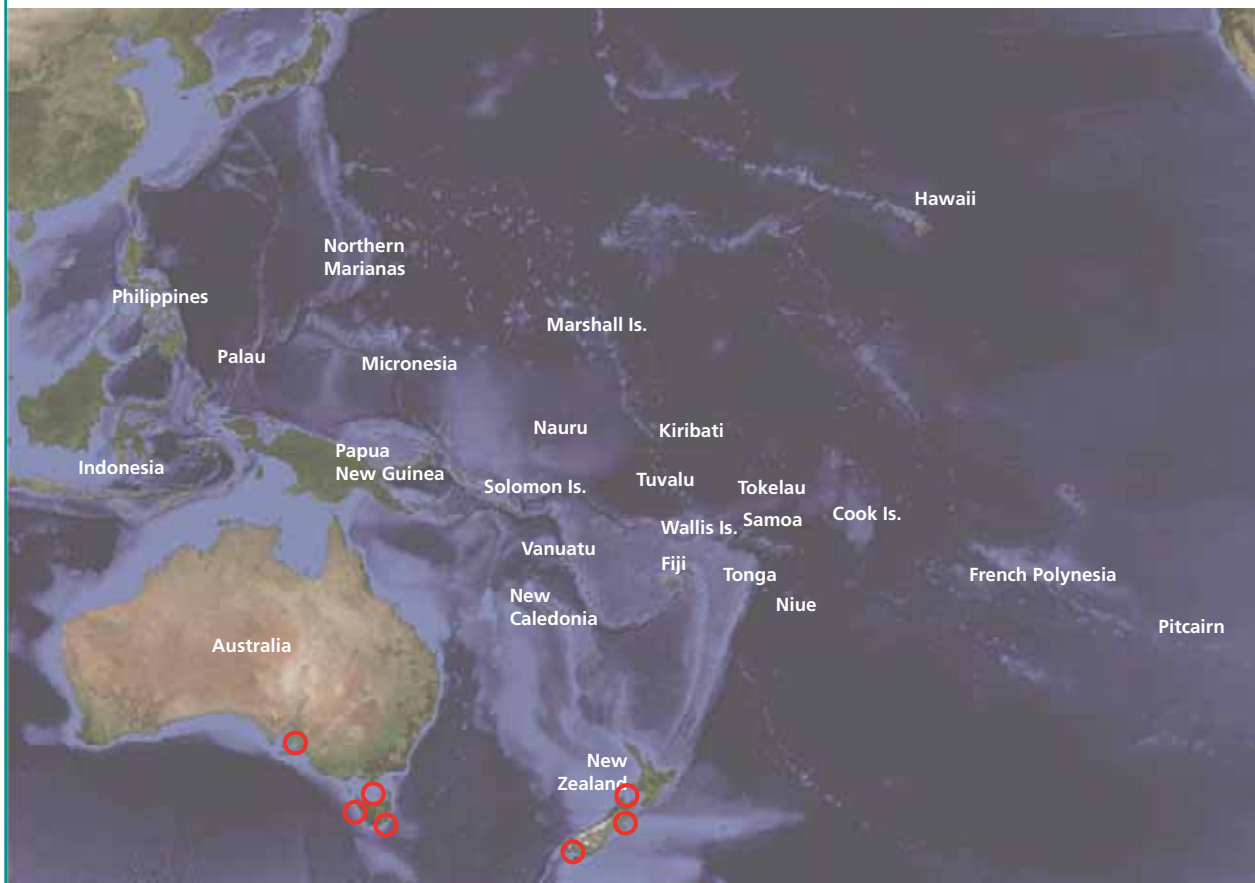 Hawaii
Northern
Marianas
Philippines
Marshall Is.
Palau
Micronesia
Nauru
Kiribati
Papua
New Guinea
Indonesia
Solomon Is.
Tuvalu
Tokelau
Wallis Is.
Samoa
Cook Is.
Vanuatu
Fiji
Tonga
French Polynesia
New
Caledonia
Niue
Pitcairn
Australia
New
Zealand